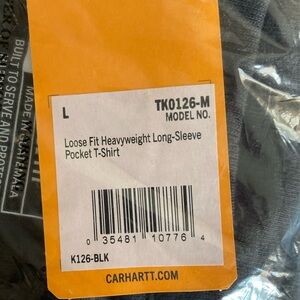 BUILT TO SERVE AND PROTECT
MADE IN GUATEMALA
L
TK0126-M
MODEL NO.
Loose Fit Heavyweight Long-Sleeve
Pocket T-Shirt
0 35481 10776 4
K126-BLK
CARHARTT.COM